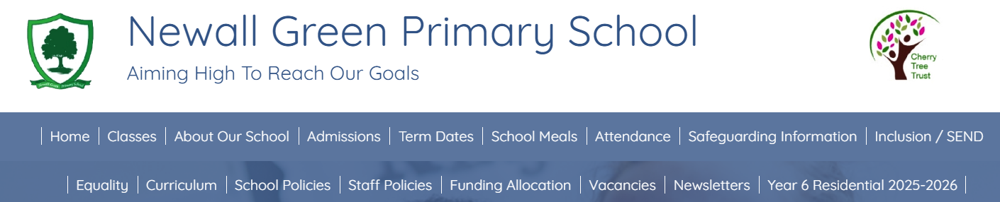 Newall Green Primary School
Aiming High To Reach Our Goals
Newall Green Primary School
Cherry
Tree
Trust
Home Classes About Our School Admissions Term Dates School Meals Attendance Safeguarding Information Inclusion / SEND
Equality Curriculum School Policies Staff Policies Funding Allocation Vacancies Newsletters Year 6 Residential 2025-2026